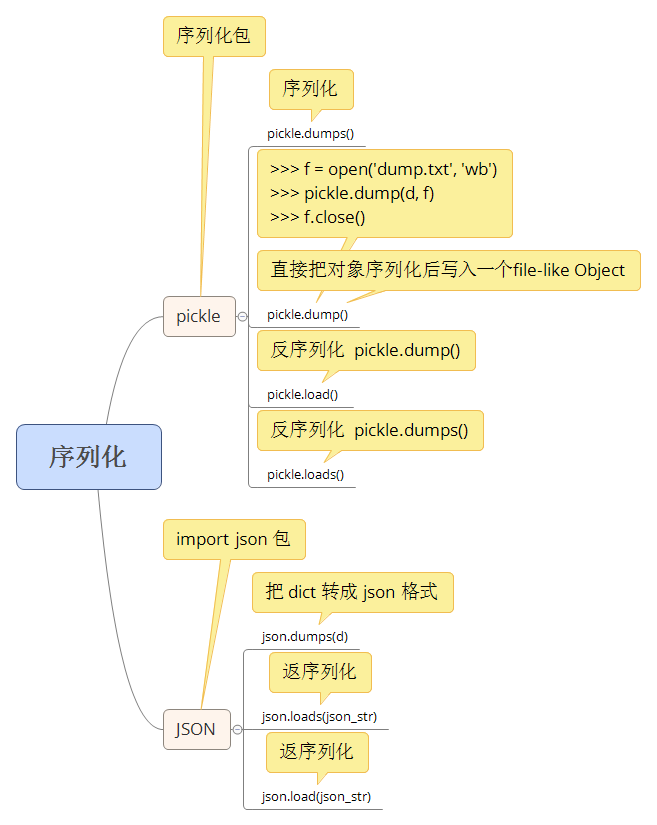 序列化包
序列化
pickle.dumps()
>>> f = open('dump.txt', 'wb')
>>> pickle.dump(d, f)
>>> f.close()
直接把对象序列化后写入一个file-like Object
pickle.dump()
pickle
反序列化 pickle.dump()
pickle.load()
反序列化 pickle.dumps()
pickle.loads()
序列化
import json 包
把 dict 转成 json 格式
json.dumps(d)
返序列化
json.loads(json_str)
JSON
返序列化
json.load(json_str)